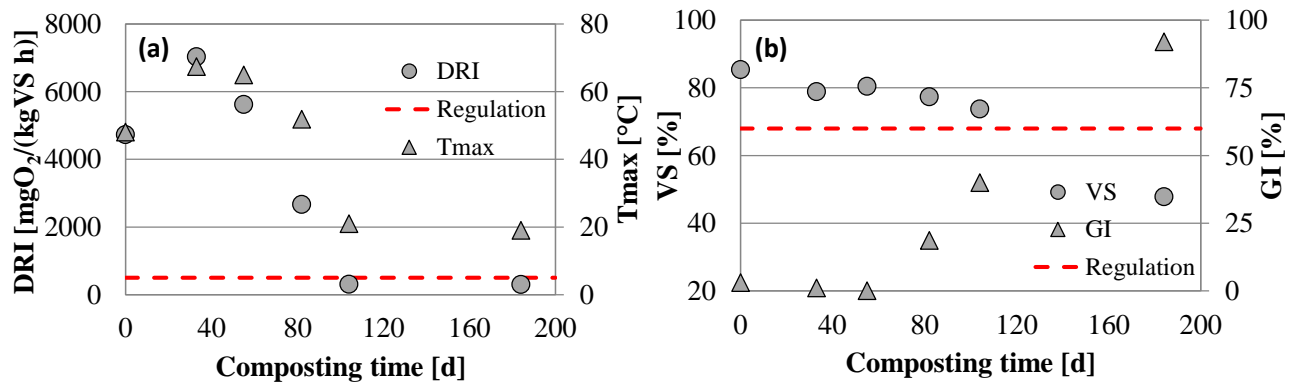 (a)
DRI [mgO₂/(kgVS h)]
8000
6000
4000
2000
0
DRI
Regulation
Tmax
80
60
40
20
0
Tmax [°C]
0 40 80 120 160 200
Composting time [d]
(b)
VS [%]
100
80
60
40
20
VS
GI
Regulation
100
75
50
25
0
GI [%]
0 40 80 120 160 200
Composting time [d]